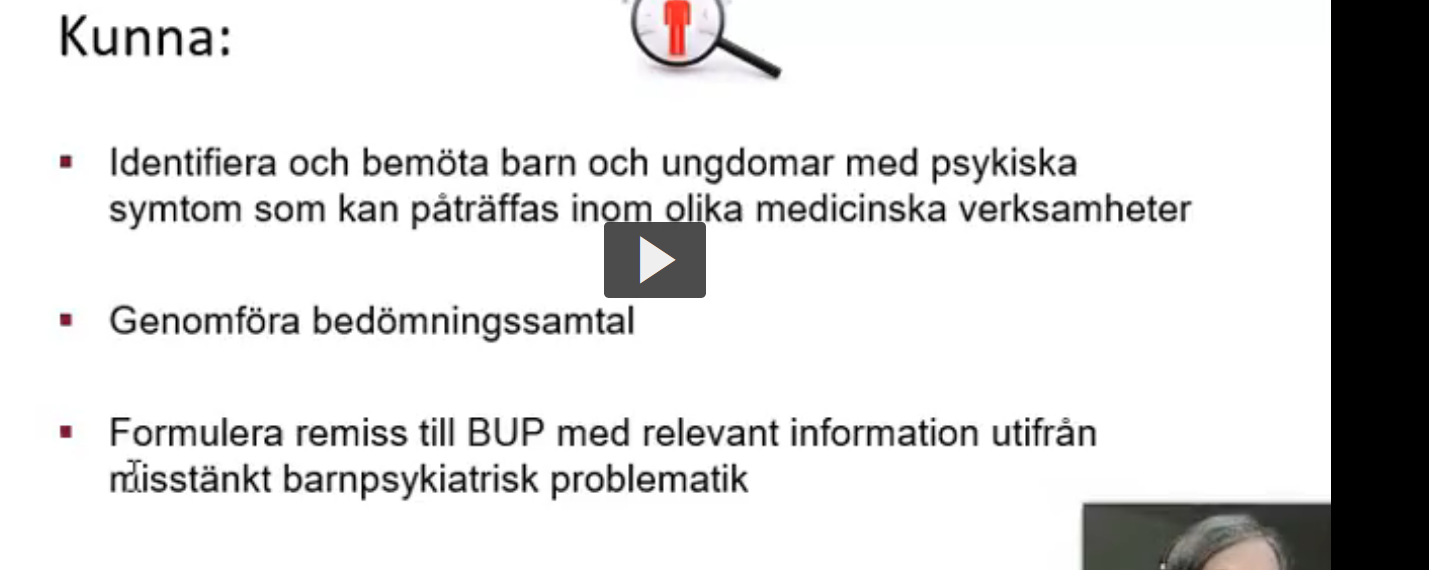 Kunna:
Identifiera och bemöta barn och ungdomar med psykiska
symtom som kan påträffas inom olika medicinska verksamheter
Genomföra bedömningssamtal
Formulera remiss till BUP med relevant information utifrån
misstänkt barnpsykiatrisk problematik